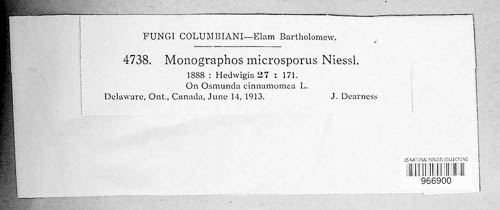 FUNGI COLUMBIANI—Elam Bartholomew.
4738. Monographos microsporus Niessl.
1888 : Hedwigia 27 : 171.
On Osmunda cinnamomea L.
Delaware, Ont., Canada, June 14, 1913. J. Dearness
US NATIONAL FUNGUS COLLECTIONS
966900